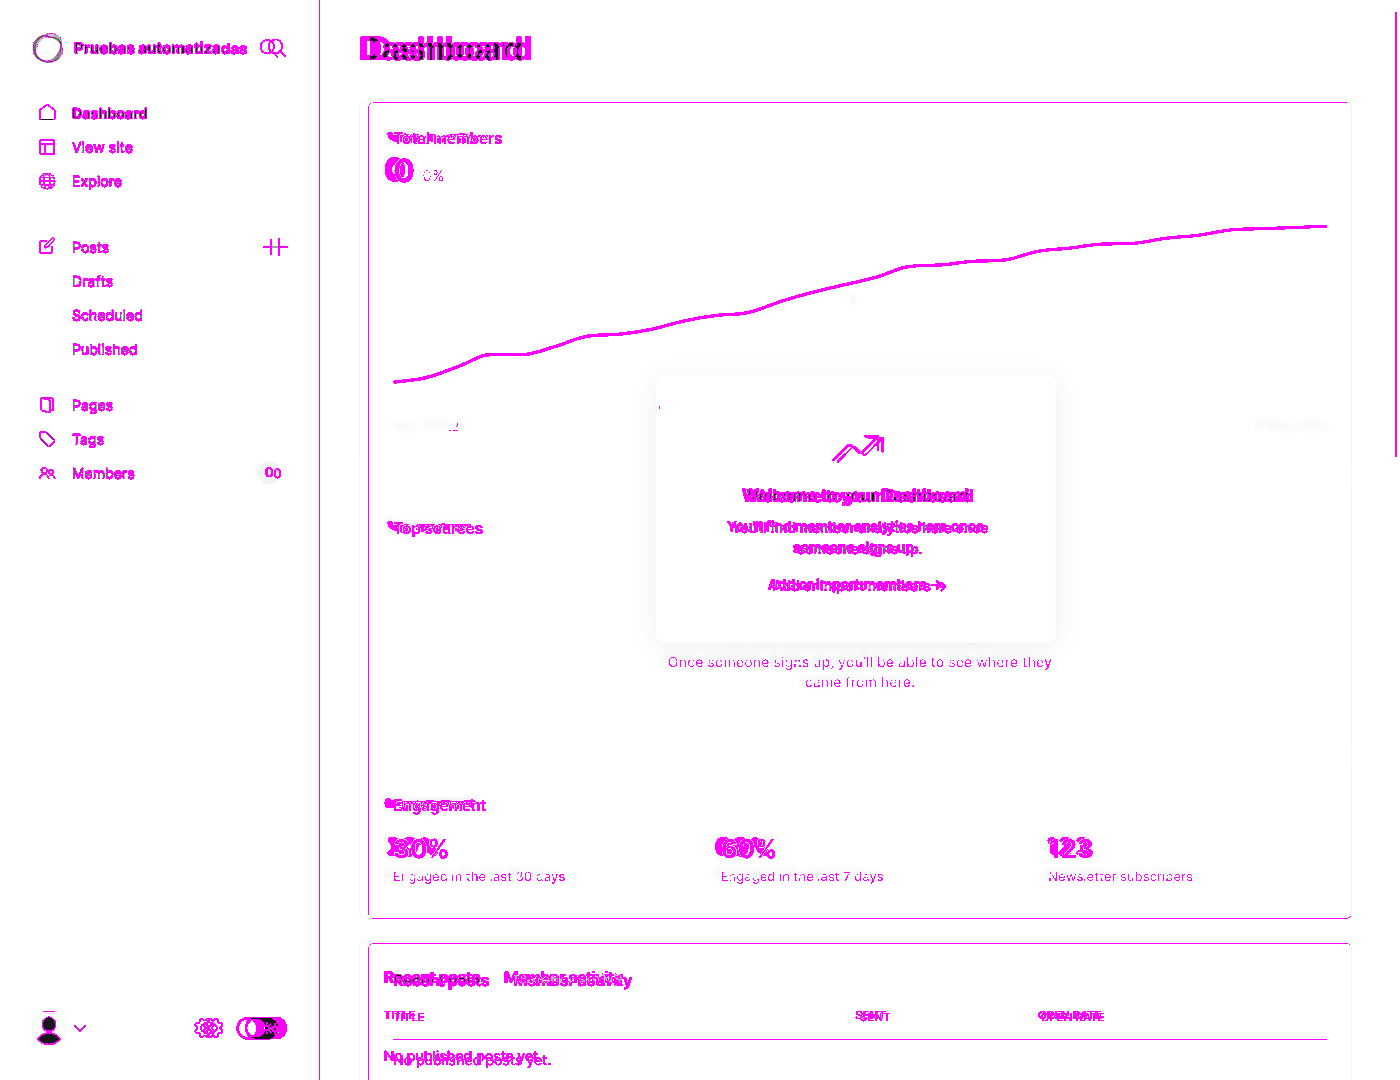 Pruebas automatizadas
Dashboard
View site
Explore
Posts
Drafts
Scheduled
Published
Pages
Tags
Members
Dashboard
Total members
0 0%
Welcome to your Dashboard
You'll find member analytics here once
someone signs up.
Add or import members →
Top sources
Once someone signs up, you'll be able to see where they
came from here.
Engagement
30% 60% 123
Engaged in the last 30 days Engaged in the last 7 days Newsletter subscribers
Recent posts Member activity
TITLE SENT OPEN RATE
No published posts yet.